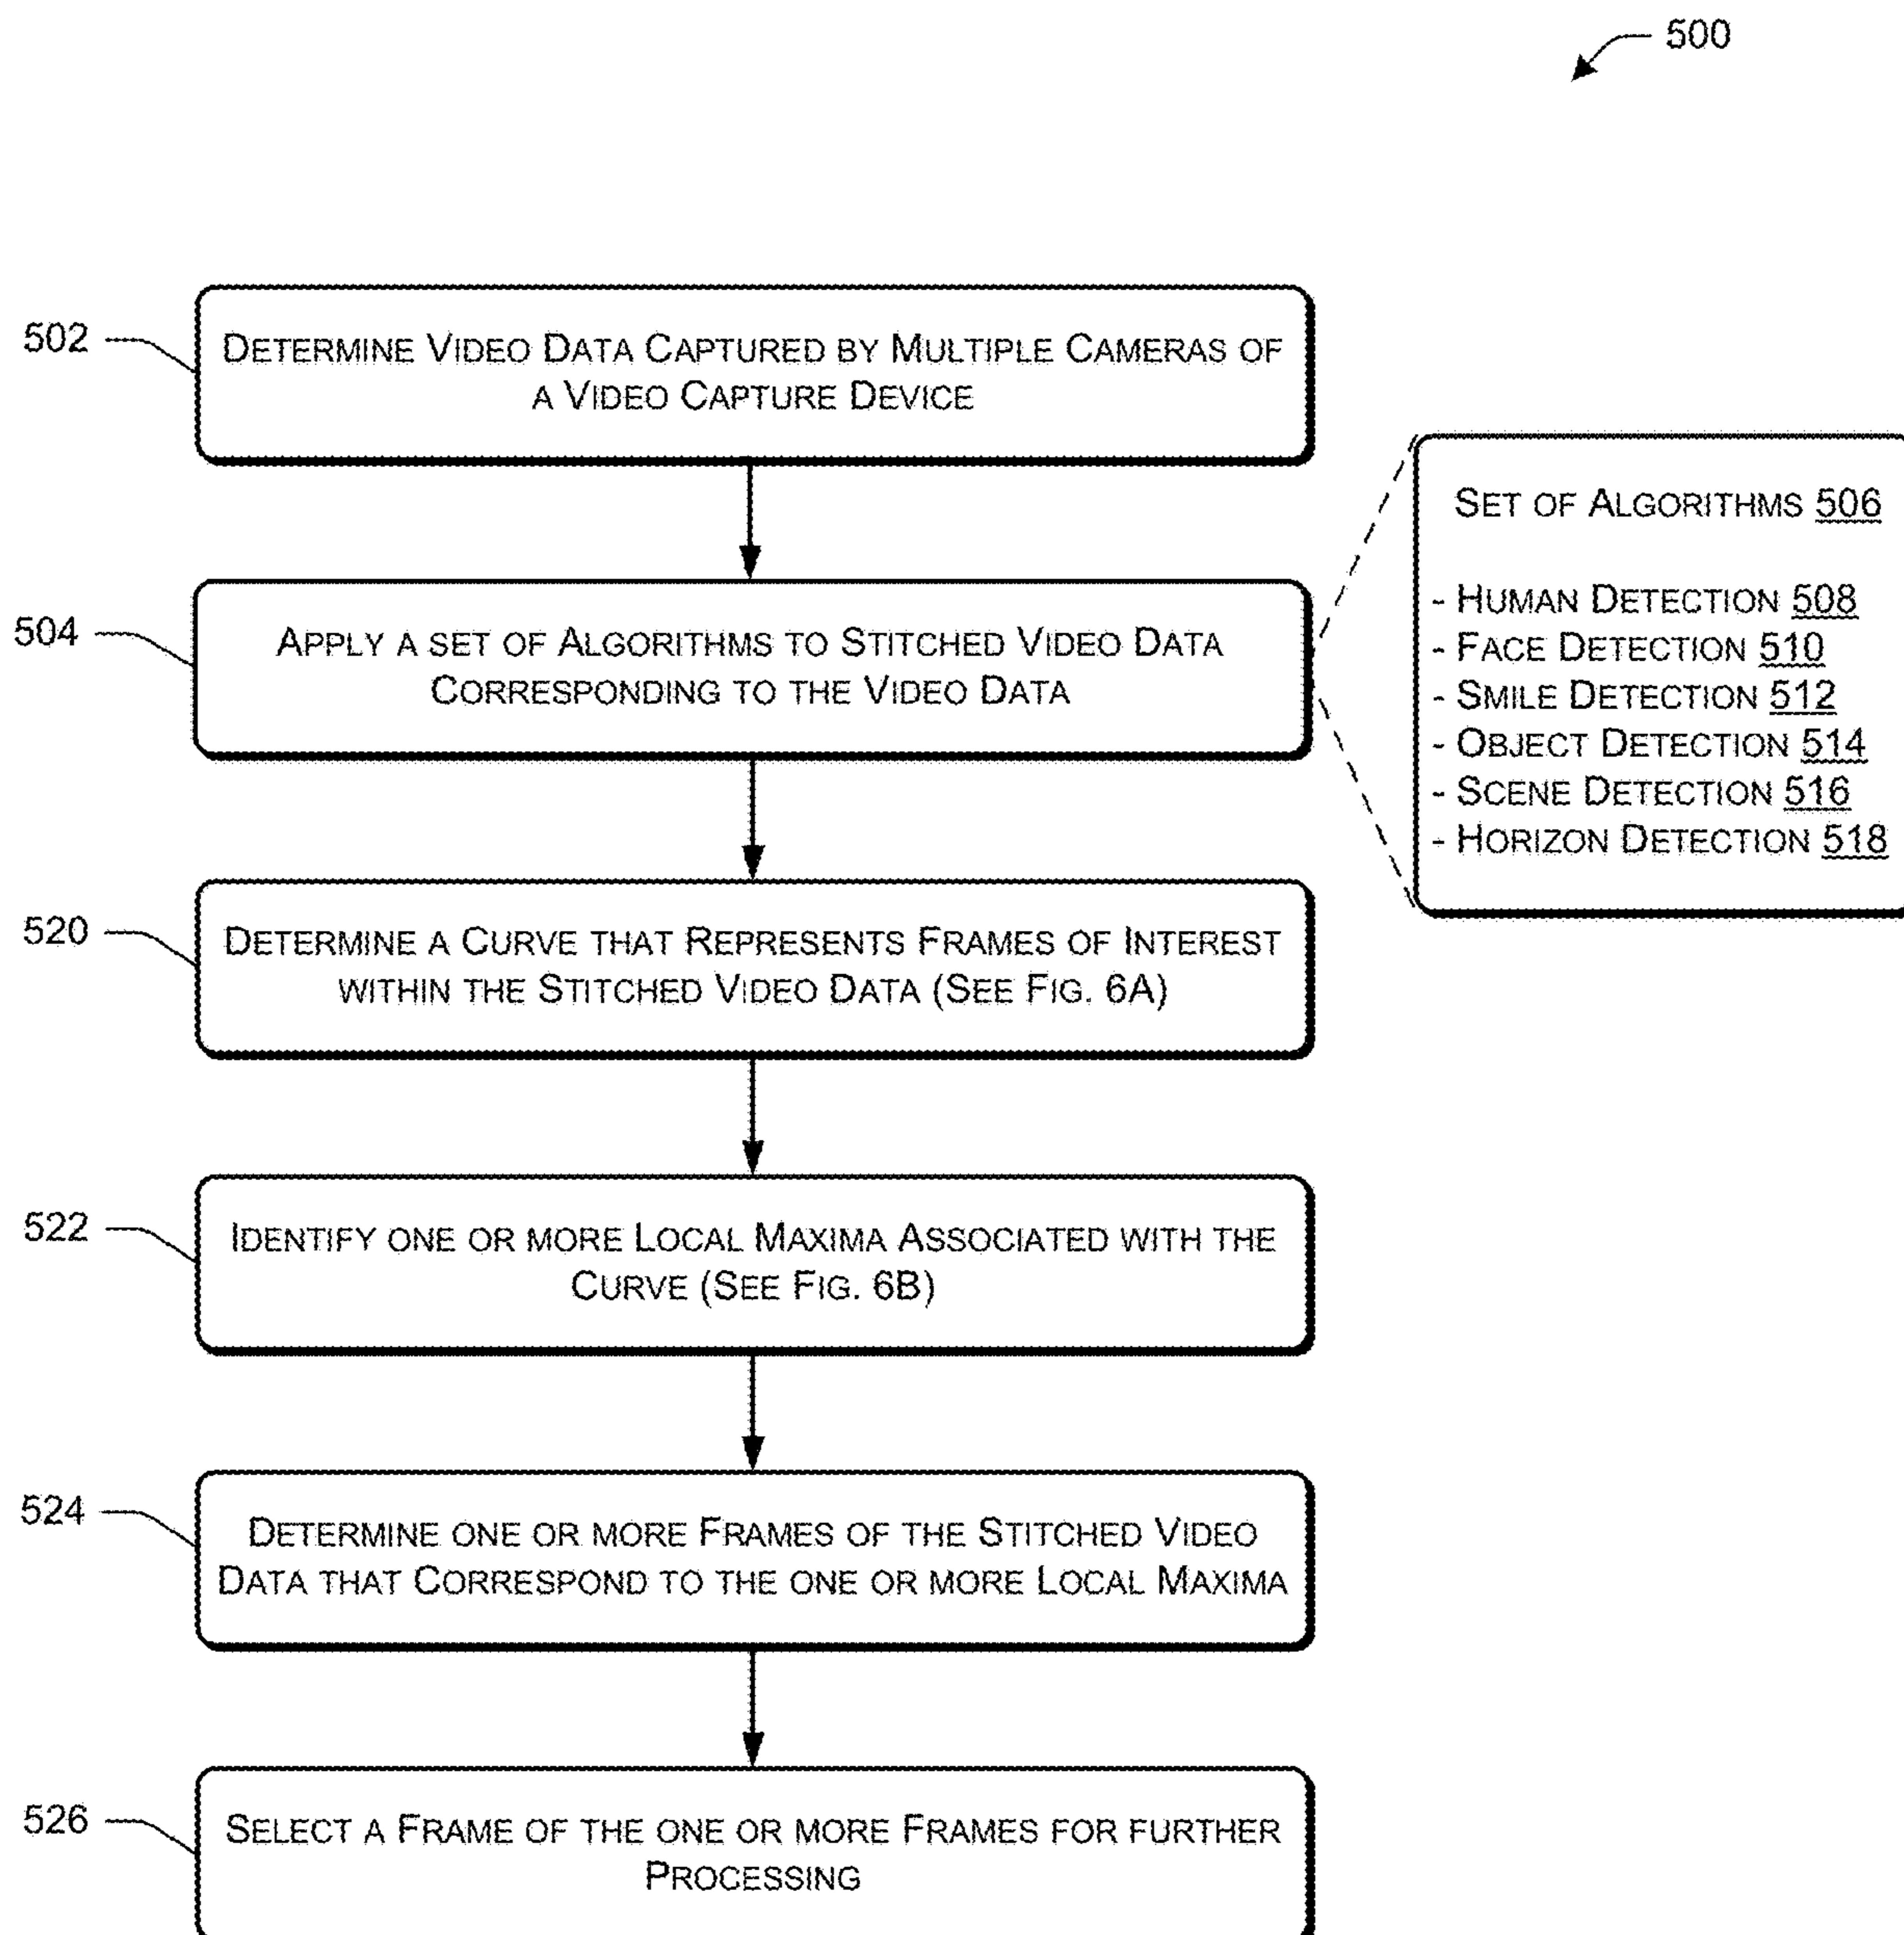 500
502
DETERMINE VIDEO DATA CAPTURED BY MULTIPLE CAMERAS OF
A VIDEO CAPTURE DEVICE
504
APPLY A SET OF ALGORITHMS TO STITCHED VIDEO DATA
CORRESPONDING TO THE VIDEO DATA
SET OF ALGORITHMS 506
- HUMAN DETECTION 508
- FACE DETECTION 510
- SMILE DETECTION 512
- OBJECT DETECTION 514
- SCENE DETECTION 516
- HORIZON DETECTION 518
520
DETERMINE A CURVE THAT REPRESENTS FRAMES OF INTEREST
WITHIN THE STITCHED VIDEO DATA (SEE FIG. 6A)
522
IDENTIFY ONE OR MORE LOCAL MAXIMA ASSOCIATED WITH THE
CURVE (SEE FIG. 6B)
524
DETERMINE ONE OR MORE FRAMES OF THE STITCHED VIDEO
DATA THAT CORRESPOND TO THE ONE OR MORE LOCAL MAXIMA
526
SELECT A FRAME OF THE ONE OR MORE FRAMES FOR FURTHER
PROCESSING